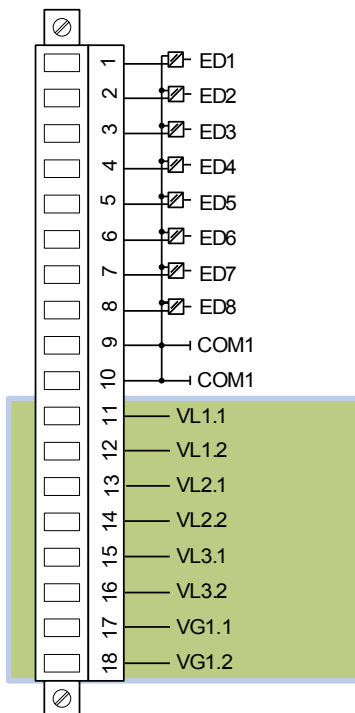 1 ED1
2 ED2
3 ED3
4 ED4
5 ED5
6 ED6
7 ED7
8 ED8
9 COM1
10 COM1
11 VL1.1
12 VL1.2
13 VL2.1
14 VL2.2
15 VL3.1
16 VL3.2
17 VG1.1
18 VG1.2